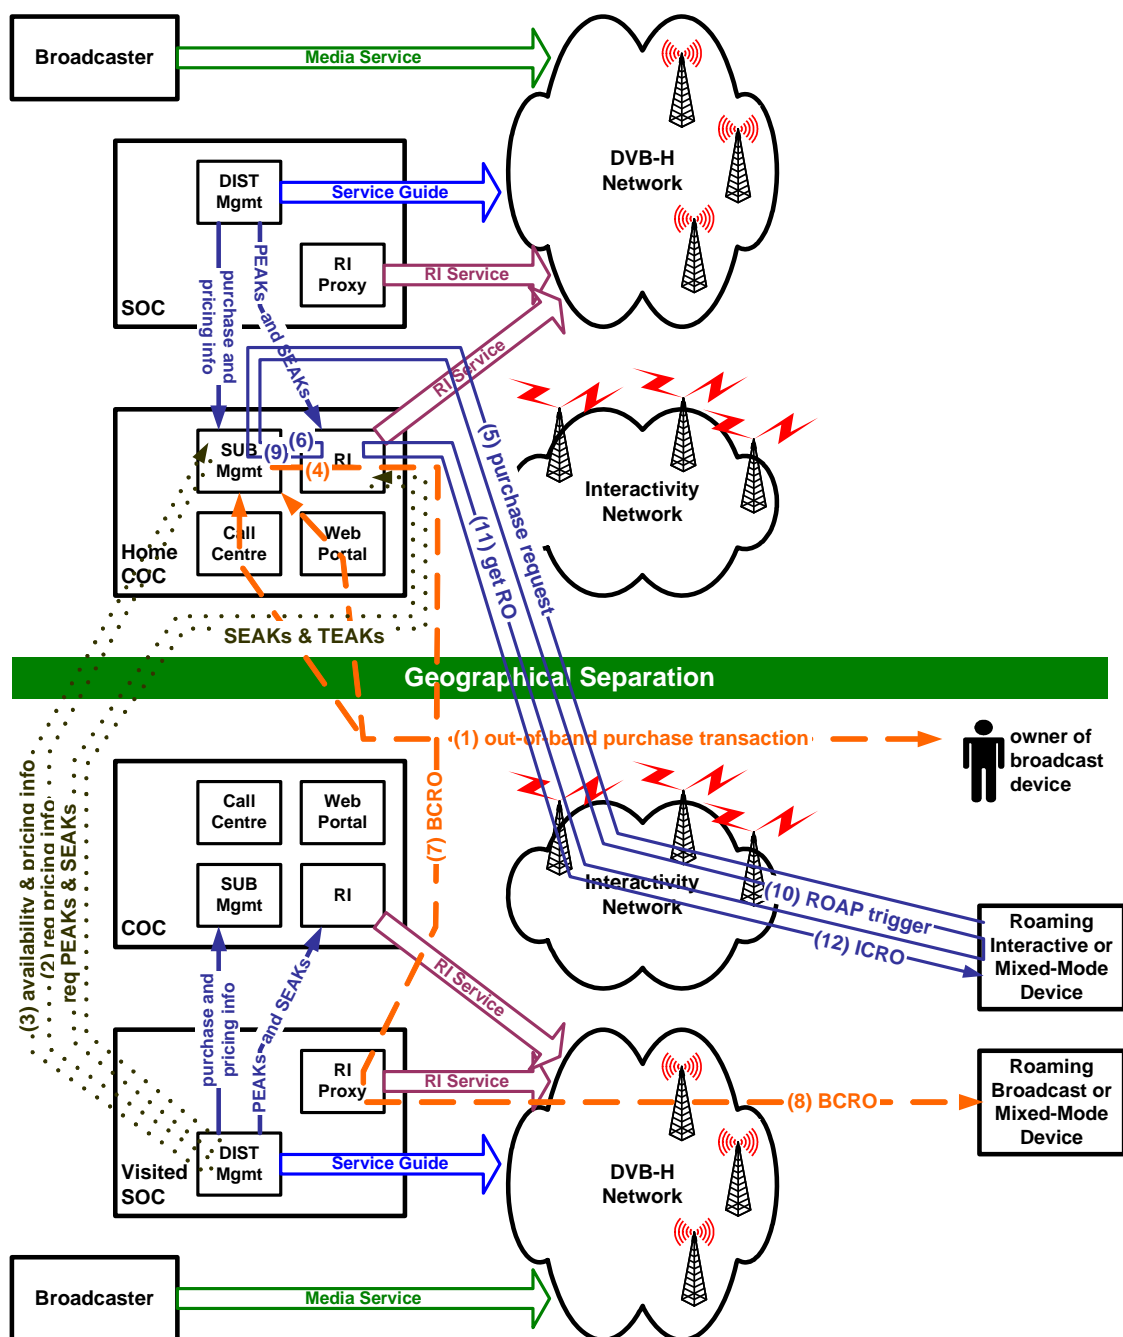 Broadcaster
Media Service
DVB-H
Network
DIST
Mgmt
Service Guide
RI
Proxy
RI Service
SOC
purchase and
pricing info
PEAKs and SEAKs
RI Service
SUB
Mgmt
(9)
(6)
(4)
RI
Call
Centre
Web
Portal
Home
COC
Interactivity
Network
(5) purchase request
(11) get RO
SEAKs & TEAKs
Geographical Separation
(1) out-of-band purchase transaction
owner of
broadcast
device
(3) availability & pricing info
(2) req pricing info
req PEAKs & SEAKs
(7) BCRO
Call
Centre
Web
Portal
SUB
Mgmt
RI
COC
Interactivity
Network
(10) ROAP trigger
(12) ICRO
Roaming
Interactive or
Mixed-Mode
Device
RI Service
purchase and
pricing info
PEAKs and SEAKs
RI
Proxy
RI Service
(8) BCRO
Roaming
Broadcast or
Mixed-Mode
Device
DIST
Mgmt
Service Guide
Visited
SOC
DVB-H
Network
Broadcaster
Media Service